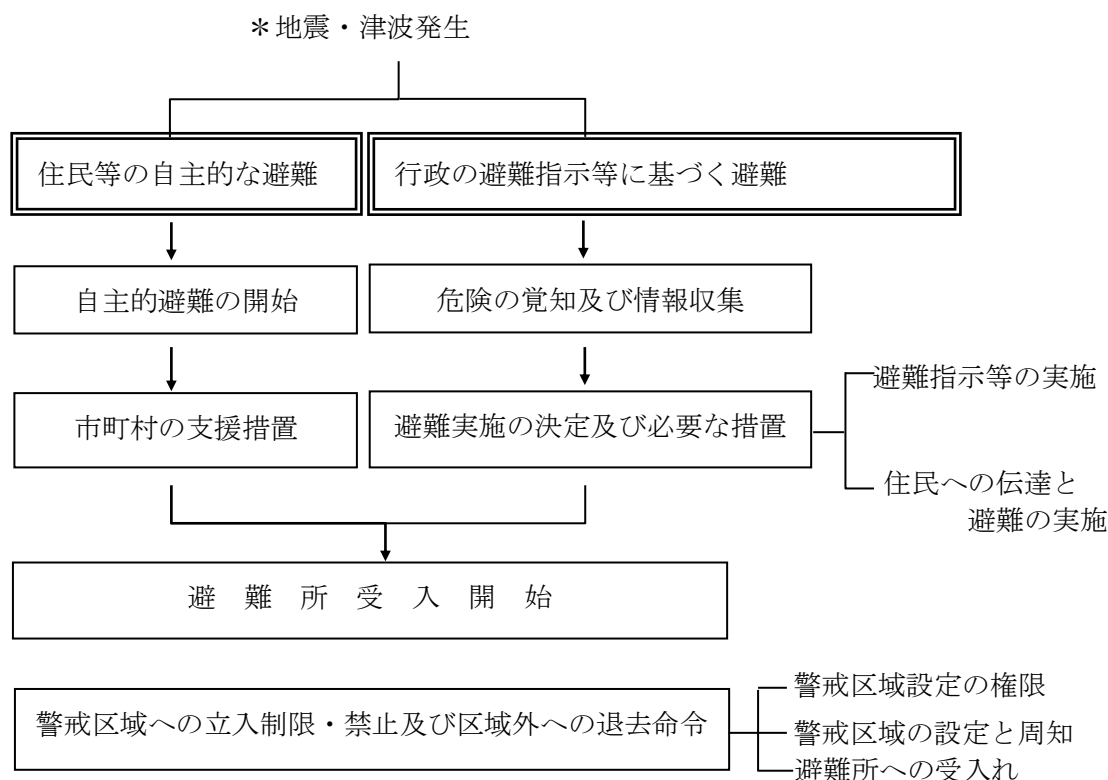 ＊地震・津波発生
住民等の自主的な避難
行政の避難指示等に基づく避難
自主的避難の開始
危険の覚知及び情報収集
市町村の支援措置
避難実施の決定及び必要な措置
避難指示等の実施
住民への伝達と
避難の実施
避 難 所 受 入 開 始
警戒区域への立入制限・禁止及び区域外への退去命令
警戒区域設定の権限
警戒区域の設定と周知
避難所への受入れ